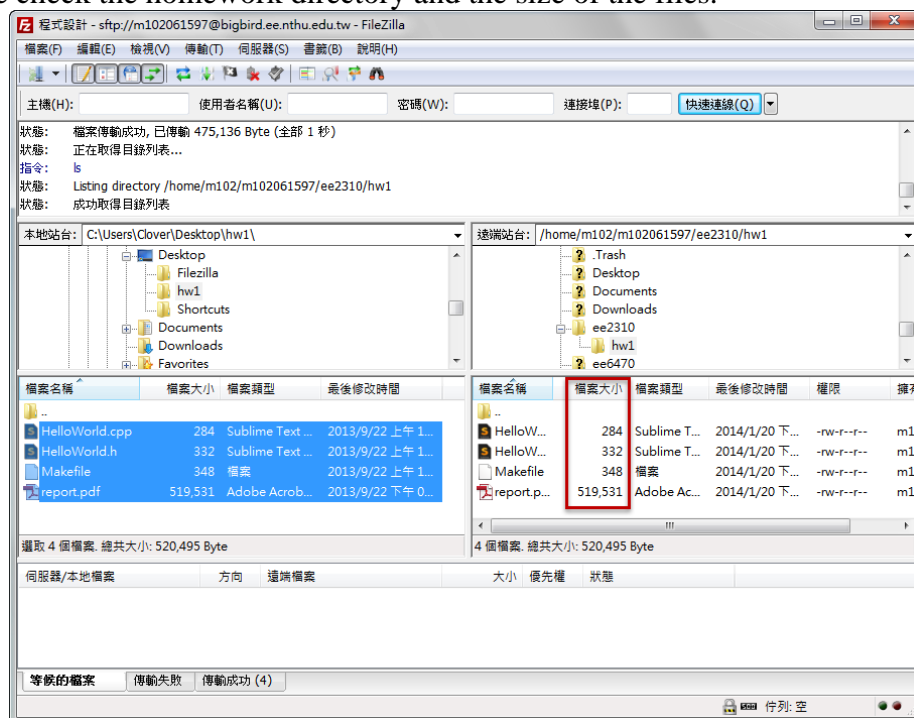 check the homework directory and the size of the files.
程式設計 - sftp://m102061597@bigbird.ee.nthu.edu.tw - FileZilla
檔案(F) 編輯(E) 檢視(V) 傳輸(T) 伺服器(S) 書籤(B) 說明(H)
主機(H): 使用者名稱(U): 密碼(W): 連接埠(P): 快速連線(Q)
狀態: 檔案傳輸成功, 已傳輸 475,136 Byte (全部 1 秒)
狀態: 正在取得目錄列表...
指令: ls
狀態: Listing directory /home/m102/m102061597/ee2310/hw1
狀態: 成功取得目錄列表
本地站台: C:\Users\Clover\Desktop\hw1\
Desktop
Filezilla
hw1
Shortcuts
Documents
Downloads
Favorites
遠端站台: /home/m102/m102061597/ee2310/hw1
.Trash
Desktop
Documents
Downloads
ee2310
hw1
ee6470
檔案名稱 檔案大小 檔案類型 最後修改時間
..
HelloWorld.cpp 284 Sublime Text ... 2013/9/22 上午 1...
HelloWorld.h 332 Sublime Text ... 2013/9/22 上午 1...
Makefile 348 檔案 2013/9/22 上午 1...
report.pdf 519,531 Adobe Acrob... 2013/9/22 下午 0...
選取 4 個檔案. 總共大小: 520,495 Byte
檔案名稱 檔案大小 檔案類型 最後修改時間 權限
..
HelloW... 284 Sublime T... 2014/1/20 下... -rw-r--r-- m1
HelloW... 332 Sublime T... 2014/1/20 下... -rw-r--r-- m1
Makefile 348 檔案 2014/1/20 下... -rw-r--r-- m1
report.p... 519,531 Adobe Ac... 2014/1/20 下... -rw-r--r-- m1
4 個檔案. 總共大小: 520,495 Byte
伺服器/本地檔案 方向 遠端檔案 大小 優先權 狀態
等候的檔案 傳輸失敗 傳輸成功 (4)
佇列: 空